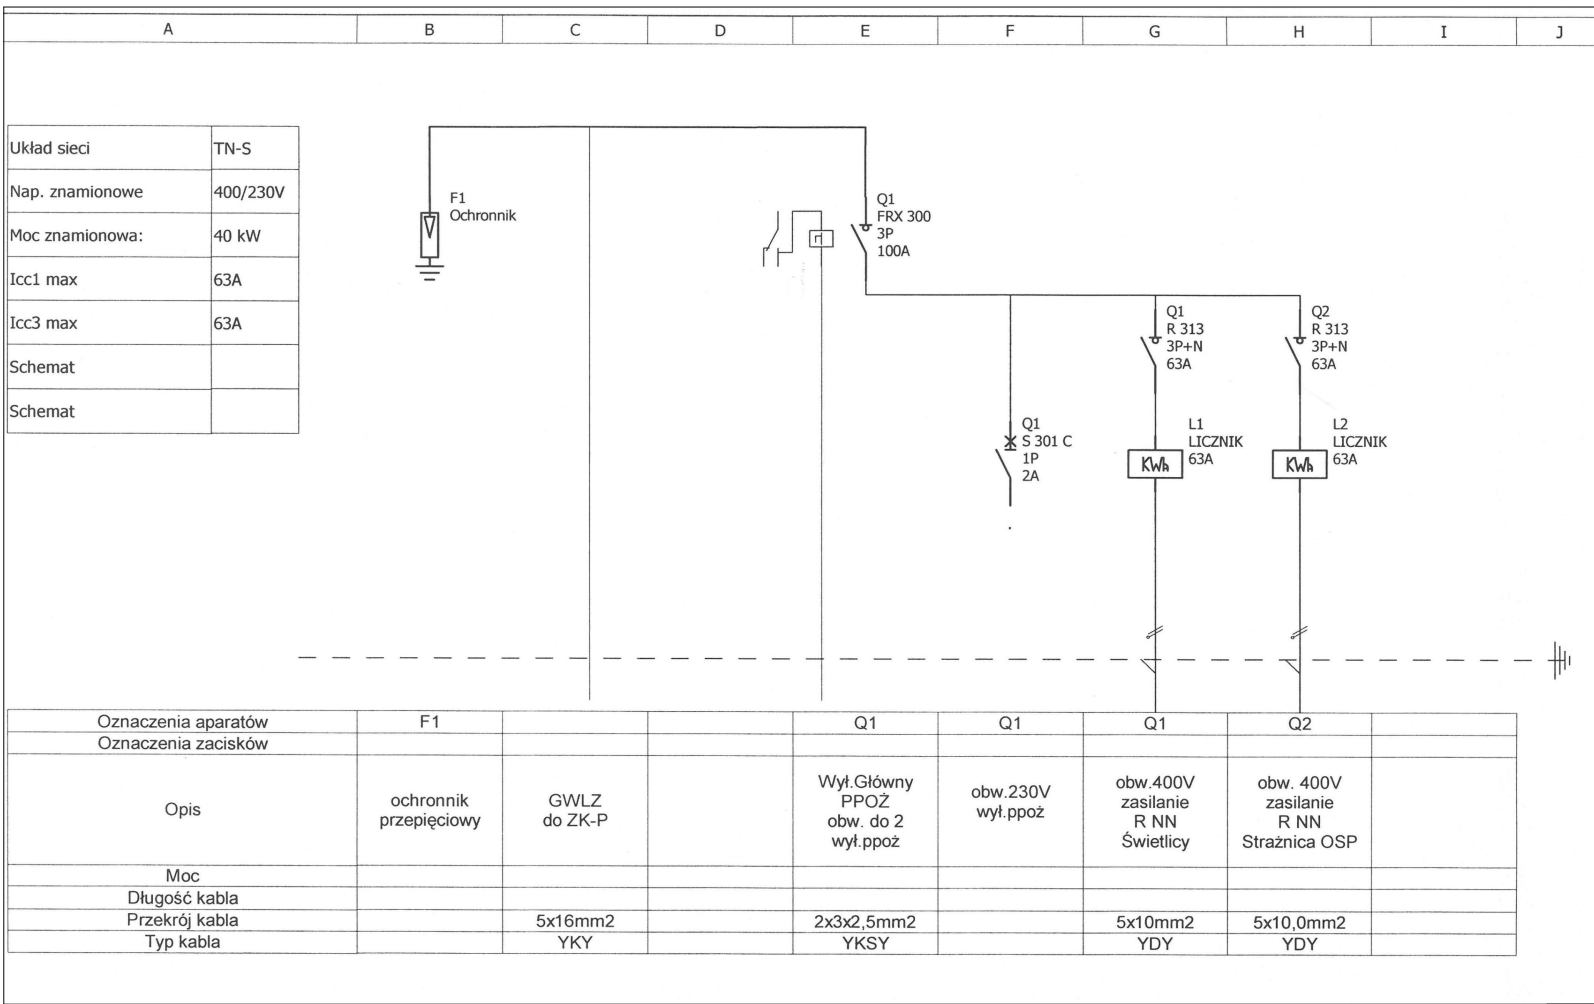 A B C D E F G H I J
Układ sieci TN-S
Nap. znamionowe 400/230V
Moc znamionowa: 40 kW
Icc1 max 63A
Icc3 max 63A
Schemat
Schemat
F1
Ochronnik
Q1
FRX 300
3P
100A
Q1
S 301 C
1P
2A
Q1
R 313
3P+N
63A
Q2
R 313
3P+N
63A
L1
LICZNIK
63A
KWh
L2
LICZNIK
63A
KWh
Oznaczenia aparatów F1 Q1 Q1 Q1 Q2
Oznaczenia zacisków
Opis
ochronnik
przepięciowy
GWLZ
do ZK-P
Wył.Główny
PPOŻ
obw. do 2
wył.ppoż
obw.230V
wył.ppoż
obw.400V
zasilanie
R NN
Świetlicy
obw. 400V
zasilanie
R NN
Strażnica OSP
Moc
Długość kabla
Przekrój kabla 5x16mm2 2x3x2,5mm2 5x10mm2 5x10,0mm2
Typ kabla YKY YKSY YDY YDY